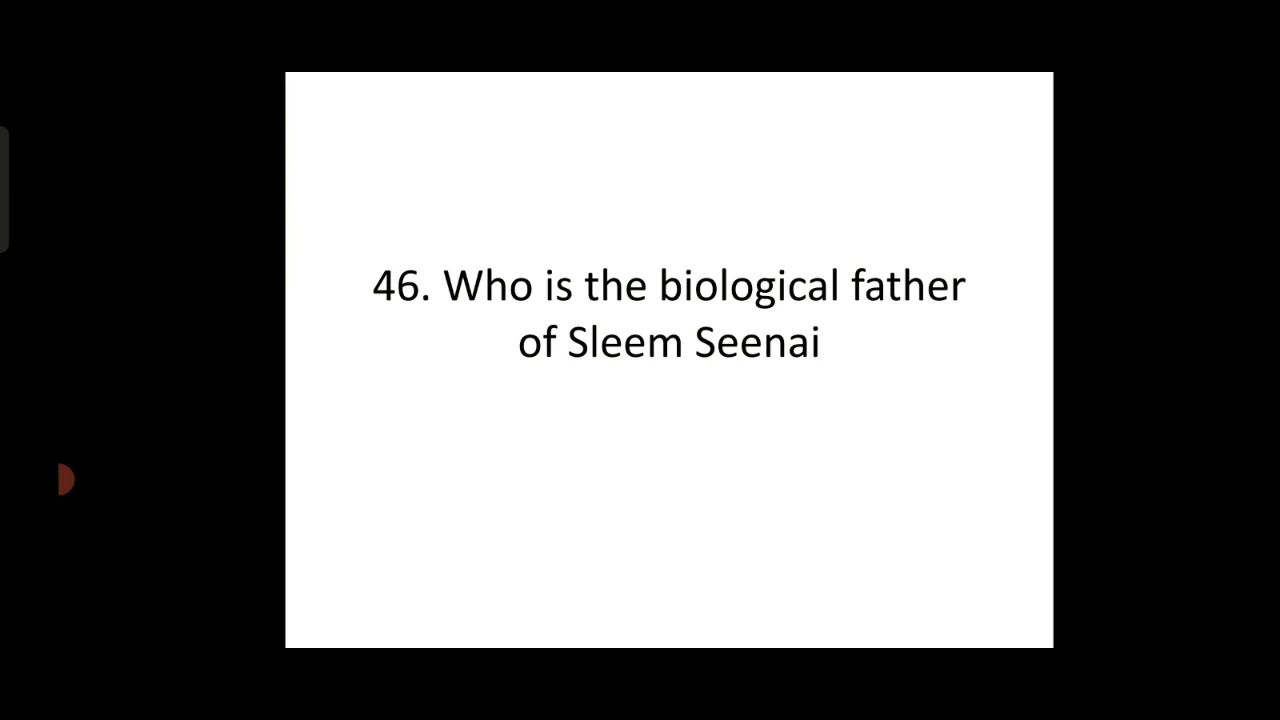 46. Who is the biological father
of Sleem Seenai